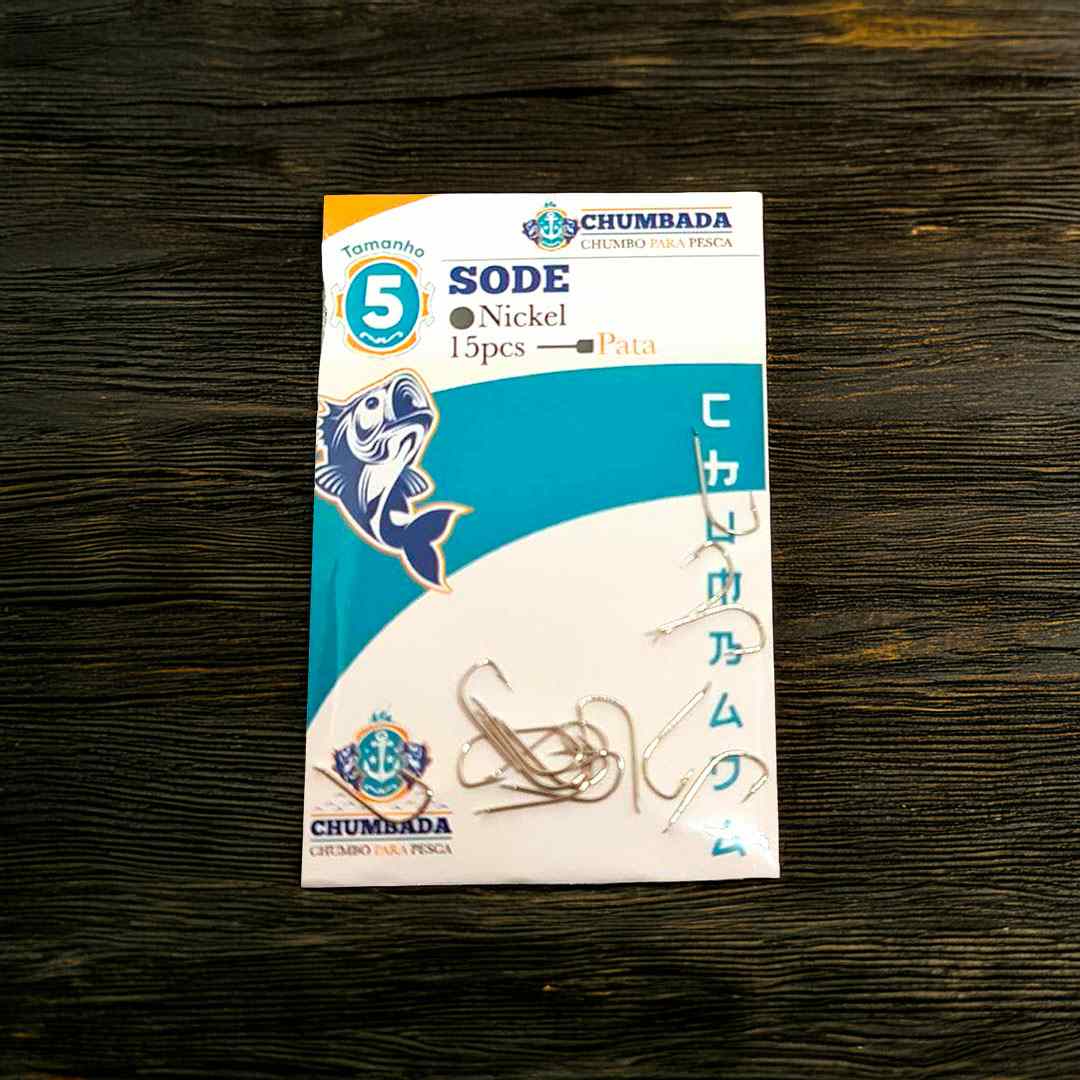 CHUMBADA
CHUMBO PARA PESCA
Tamanho
5
SODE
Nickel
15pcs
Pata
CHUMBADA
CHUMBO PARA PESCA